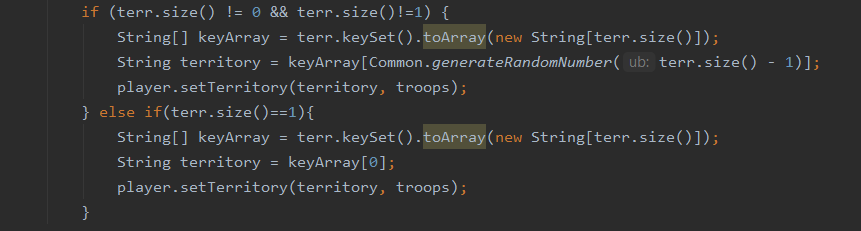 if (terr.size() != 0 && terr.size()!=1) {
String[] keyArray = terr.keySet().toArray(new String[terr.size()]);
String territory = keyArray[Common.generateRandomNumber( ub: terr.size() - 1)];
player.setTerritory(territory, troops);
} else if(terr.size()==1){
String[] keyArray = terr.keySet().toArray(new String[terr.size()]);
String territory = keyArray[0];
player.setTerritory(territory, troops);
}